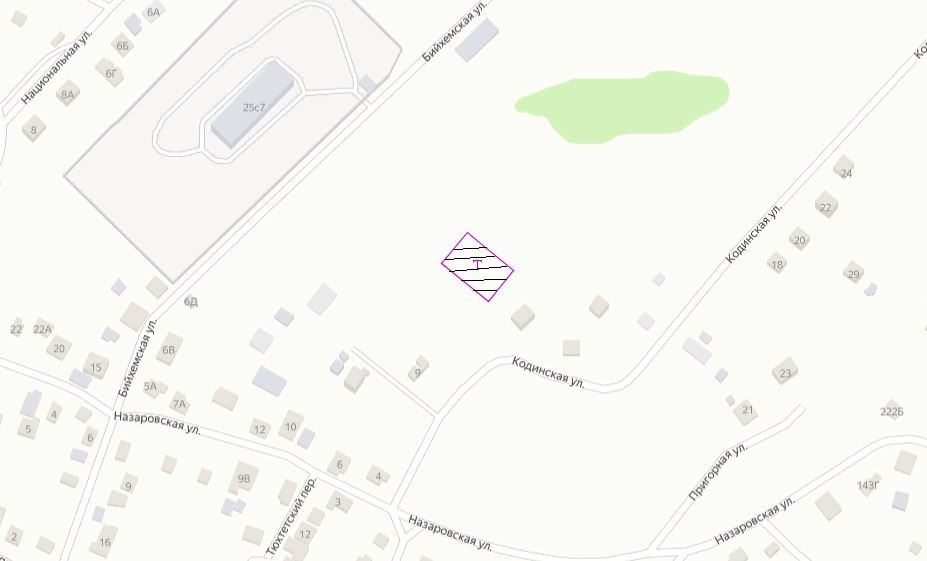 6А
Бийхемская ул.
Национальная ул.
6Б
6Г
8А
8
25с7
Кодинская ул.
24
22
20
18
29
Т
6Д
22
22А
20
15
Бийхемская ул.
6В
5А
7А
9
Кодинская ул.
23
21
222Б
4
5
6
Назаровская ул.
12
10
6
4
9В
9
3
Тюхтетский пер.
12
16
2
Назаровская ул.
Пригорная ул.
143Г
Назаровская ул.